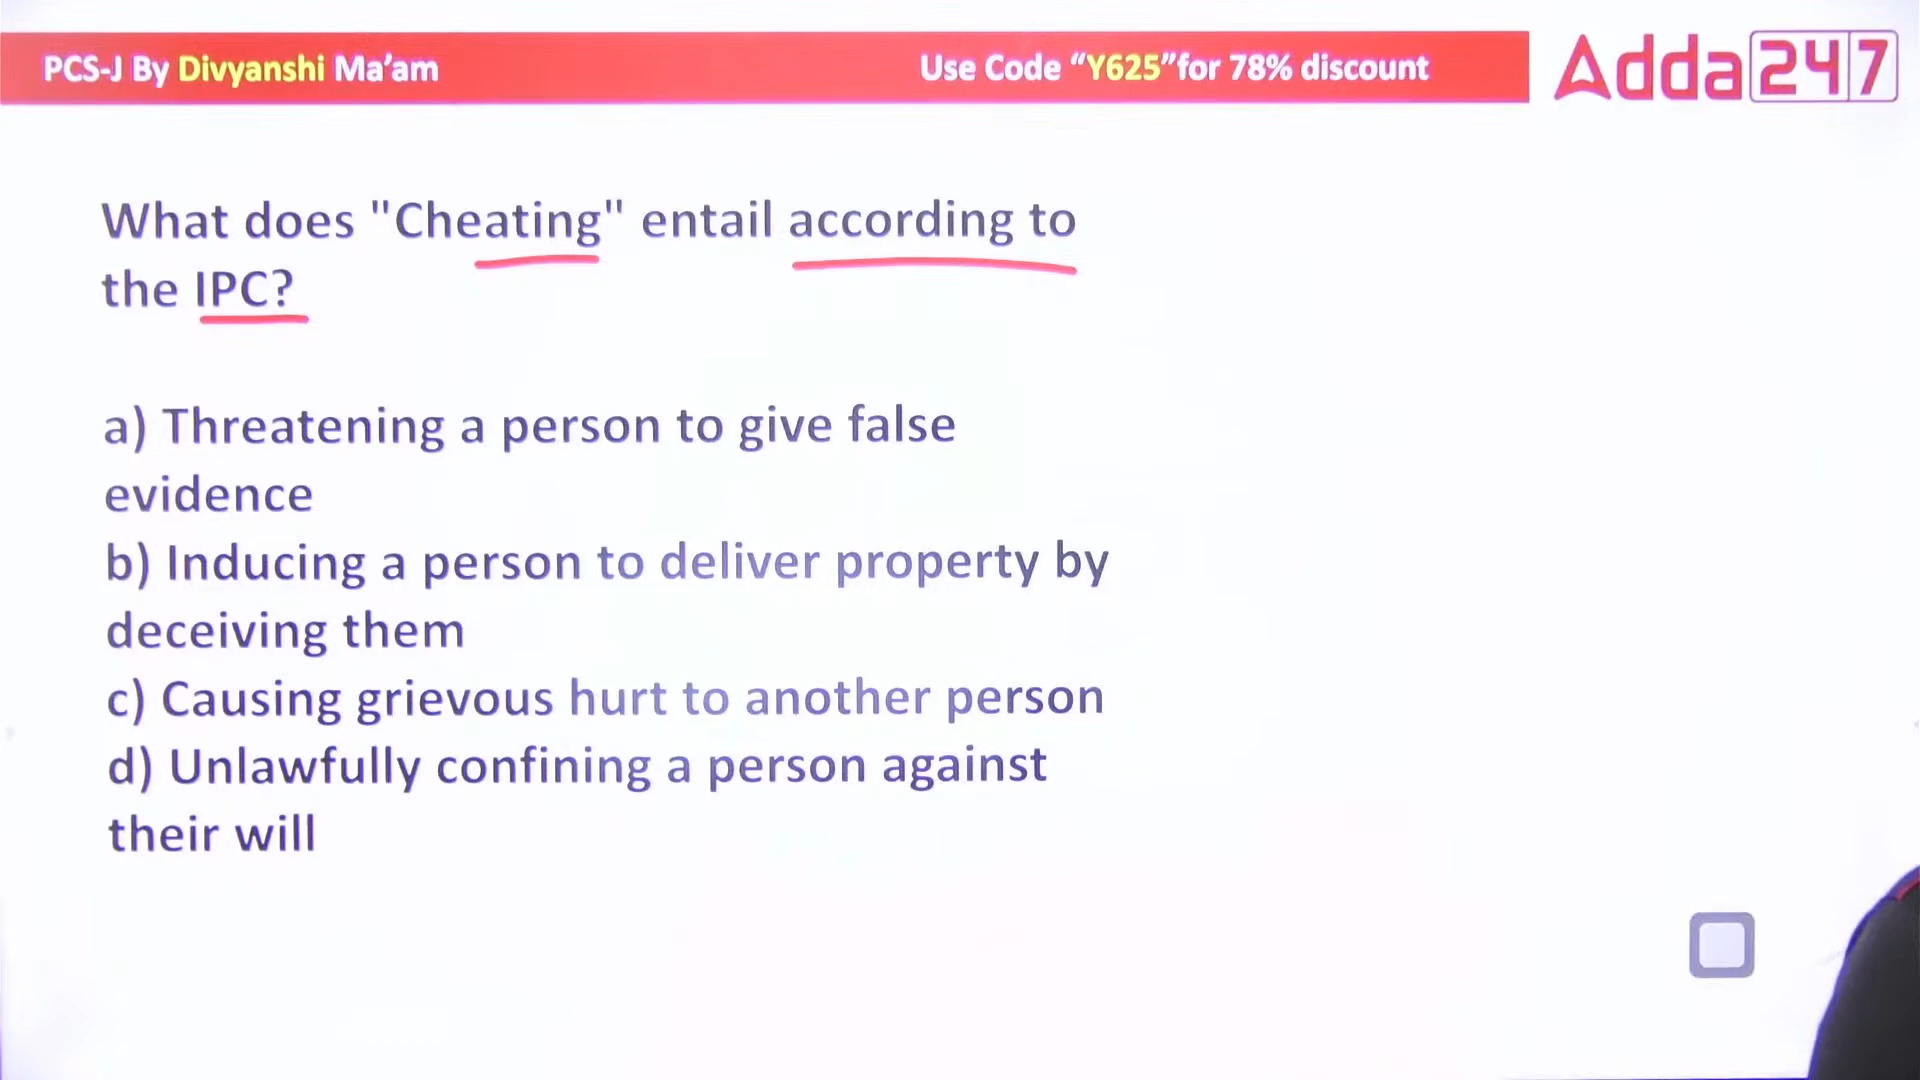 PCS-J By Divyanshi Ma’am
Use Code “Y625”for 78% discount
Adda247
What does "Cheating" entail according to
the IPC?
a) Threatening a person to give false
evidence
b) Inducing a person to deliver property by
deceiving them
c) Causing grievous hurt to another person
d) Unlawfully confining a person against
their will